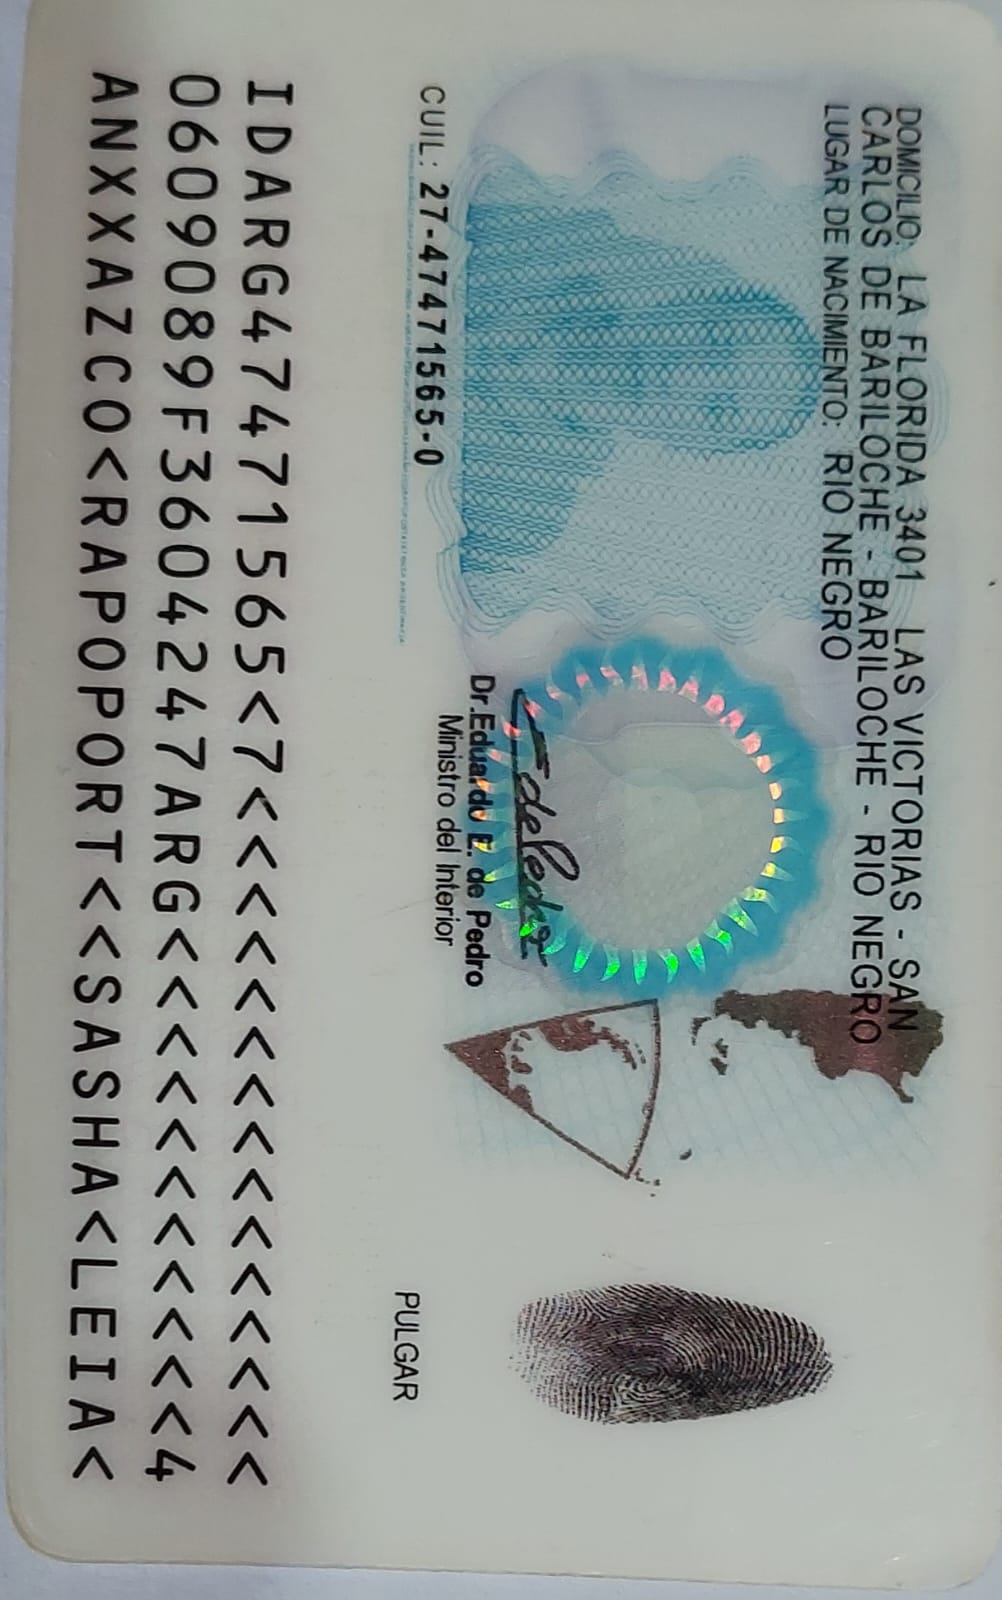 DOMICILIO: LA FLORIDA 3401 LAS VICTORIAS - SAN
CARLOS DE BARILOCHE - BARILOCHE - RIO NEGRO
LUGAR DE NACIMIENTO: RIO NEGRO
Dr.Eduardo E. de Pedro
Ministro del Interior
CUIL: 27-47471565-0
PULGAR
IDARG47471565<7<<<<<<<<<<<<<<<
0609089F3604247ARG<<<<<<<<<<<4
ANXXAZCO<RAPOPORT<<SASHA<LEIA<